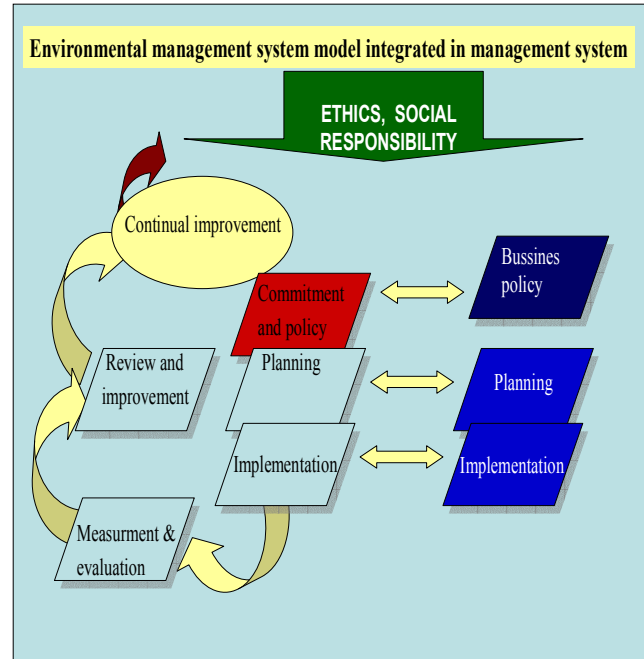 Environmental management system model integrated in management system
ETHICS, SOCIAL
RESPONSIBILITY
Continual improvement
Commitment
and policy
Bussines
policy
Review and
improvement
Planning
Planning
Implementation
Implementation
Measurment &
evaluation